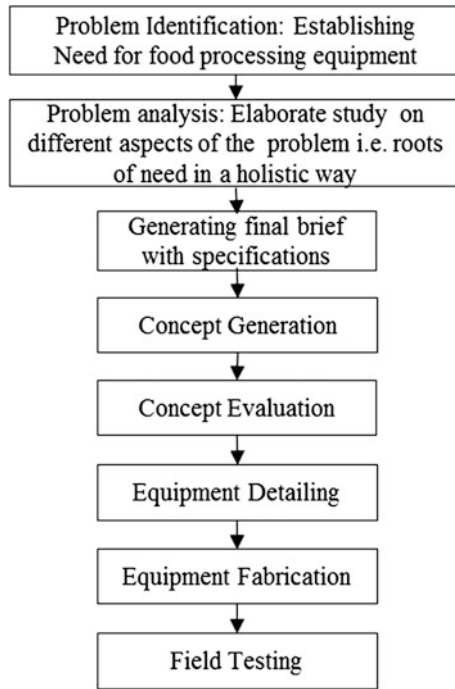 Problem Identification: Establishing
Need for food processing equipment
Problem analysis: Elaborate study on
different aspects of the problem i.e. roots
of need in a holistic way
Generating final brief
with specifications
Concept Generation
Concept Evaluation
Equipment Detailing
Equipment Fabrication
Field Testing